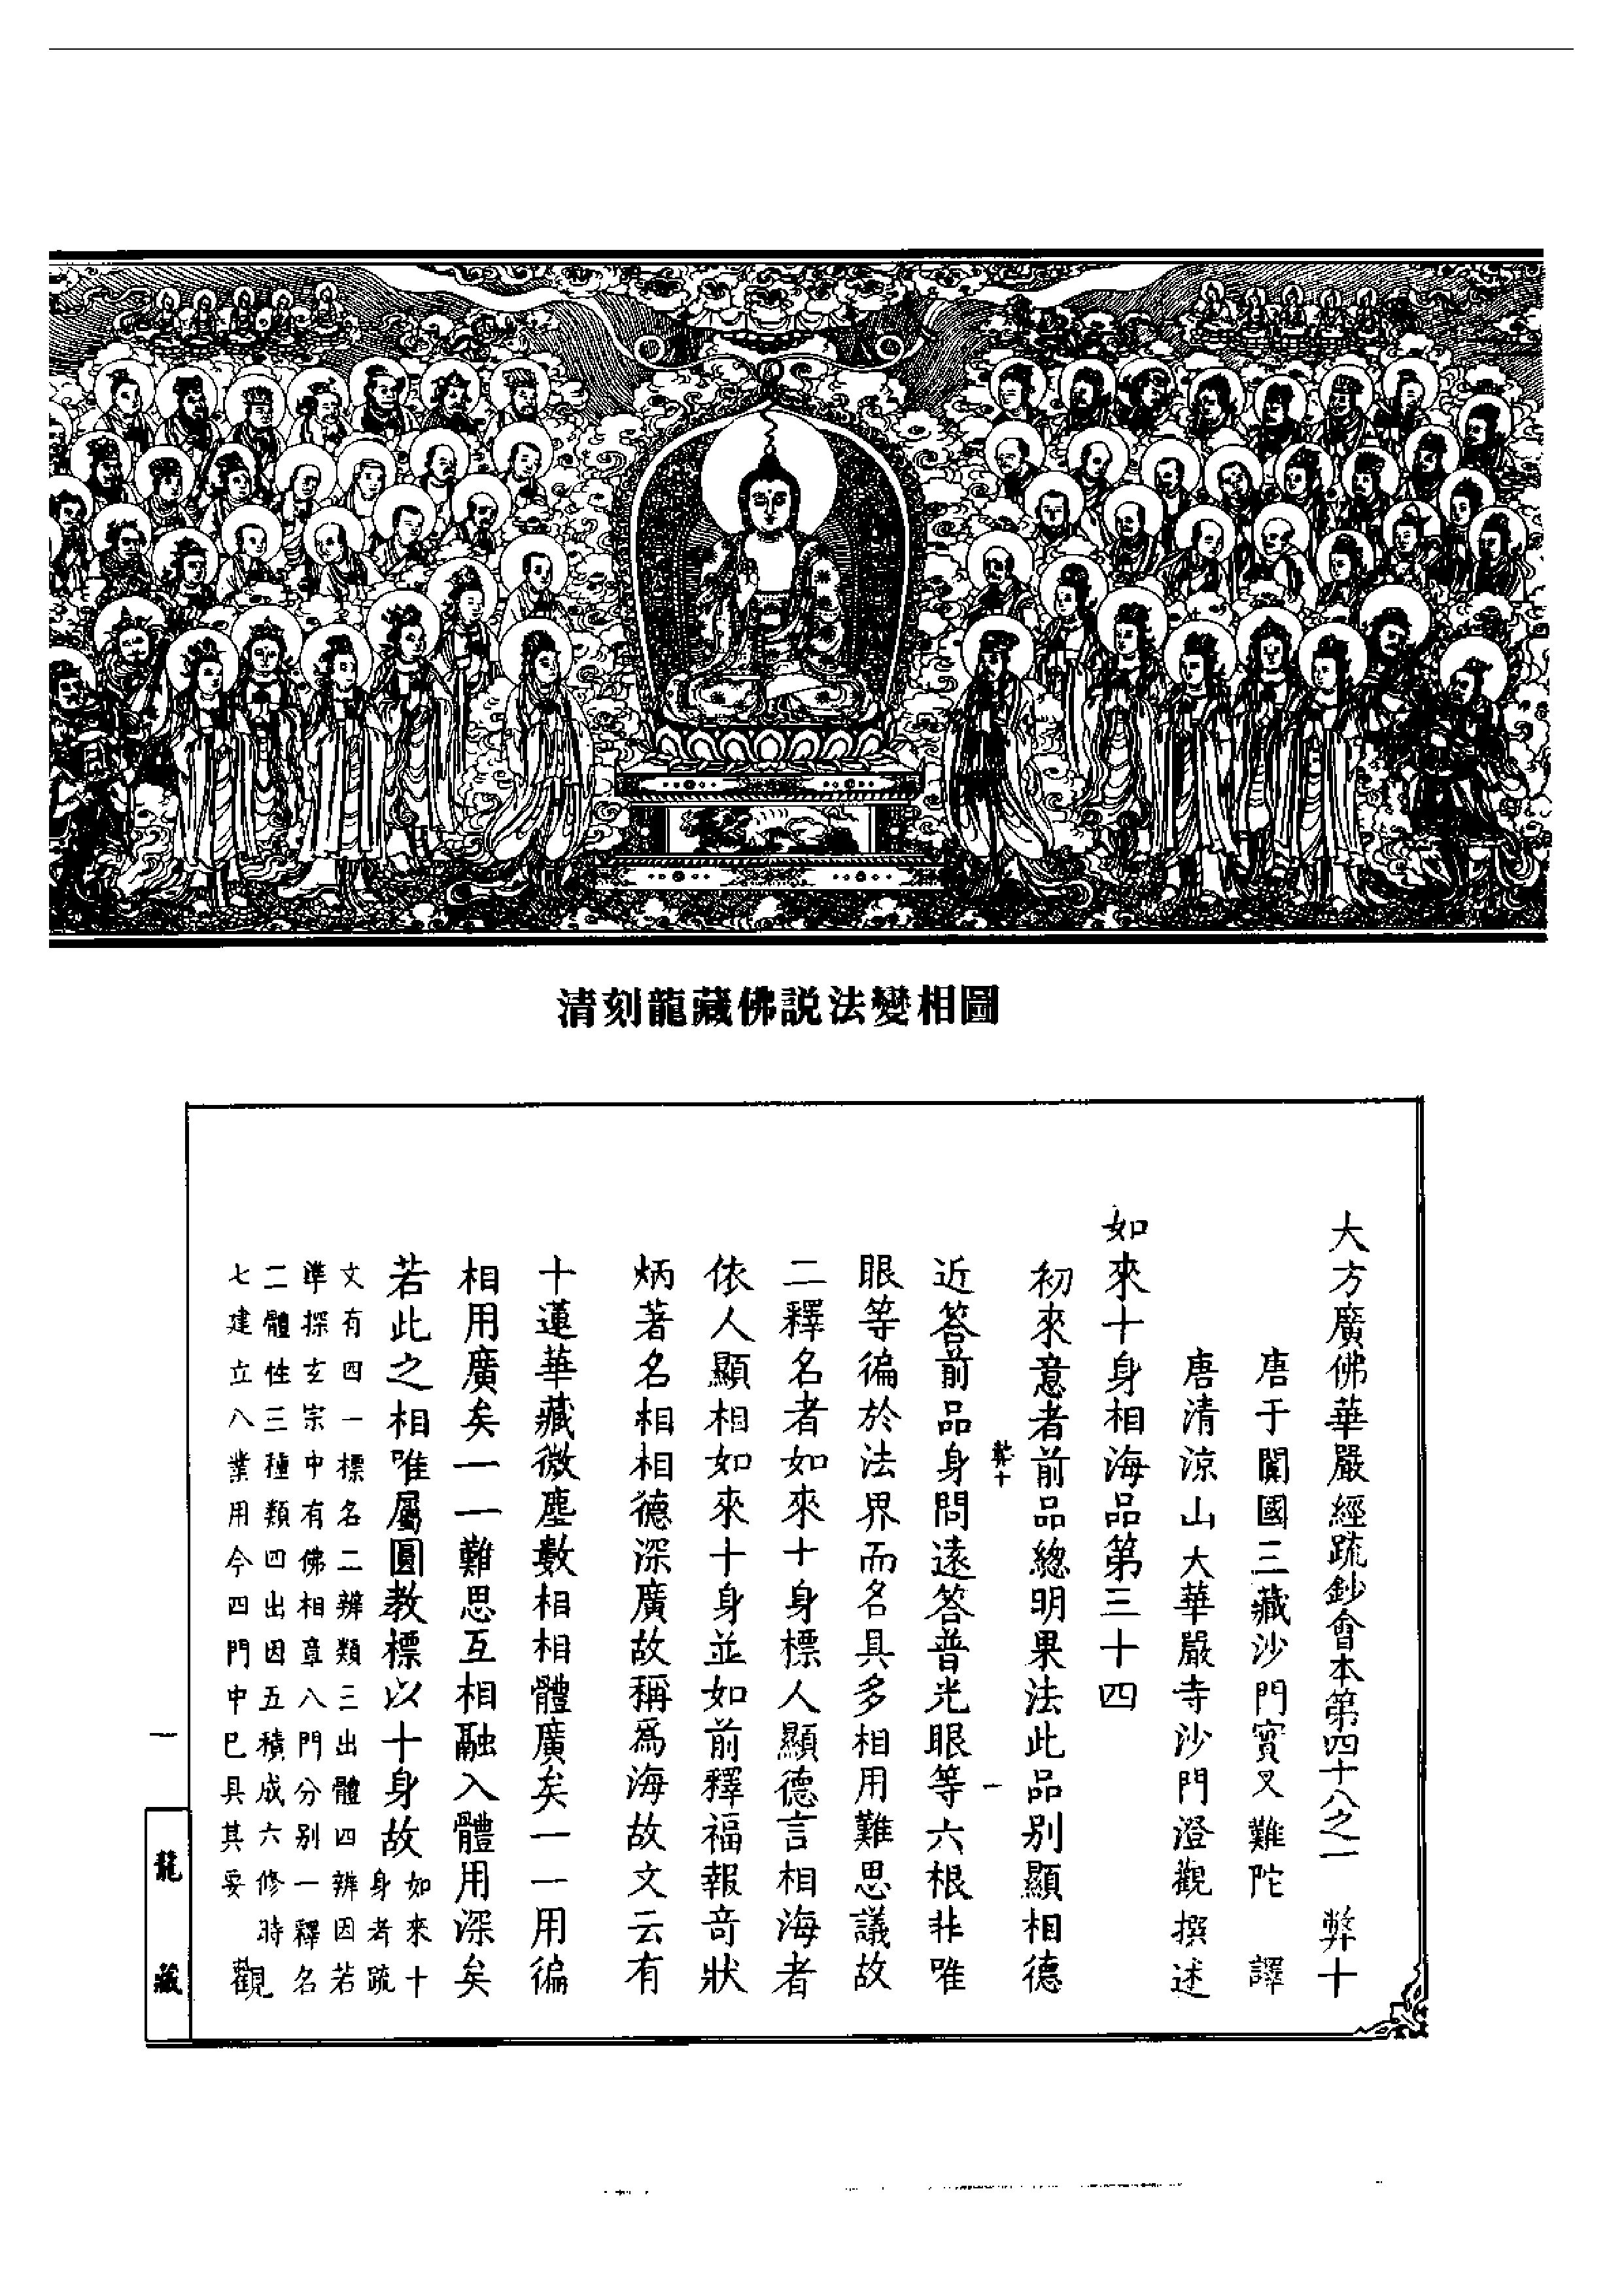 清刻龍藏佛説法變相圖
大方廣佛華嚴經疏鈔會本第四十八之一 弊十
唐于闐國三藏沙門實叉難陀 譯
唐清涼山大華嚴寺沙門澄觀撰述
如來十身相海品第三十四
初來意者前品總明果法此品別顯相德
弊十 一
近答前品身問遠答普光眼等六根非唯
眼等徧於法界而名具多相用難思議故
二釋名者如來十身標人顯德言相海者
依人顯相如來十身並如前釋福報奇狀
炳著名相相德深廣故稱爲海故文云有
十蓮華藏微塵數相相體廣矣一一用徧
相用廣矣一一難思互相融入體用深矣
若此之相唯屬圓教標以十身故
如來十
身者疏
文有四一標名二辨類三出體四辨因若
準探玄宗中有佛相章八門分別一釋名
二體性三種類四出因五積成六修時
七建立八業用今四門中已具其要
觀
一
龍藏